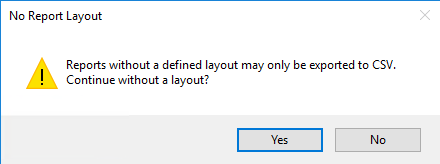 No Report Layout
Reports without a defined layout may only be exported to CSV.
Continue without a layout?
Yes
No